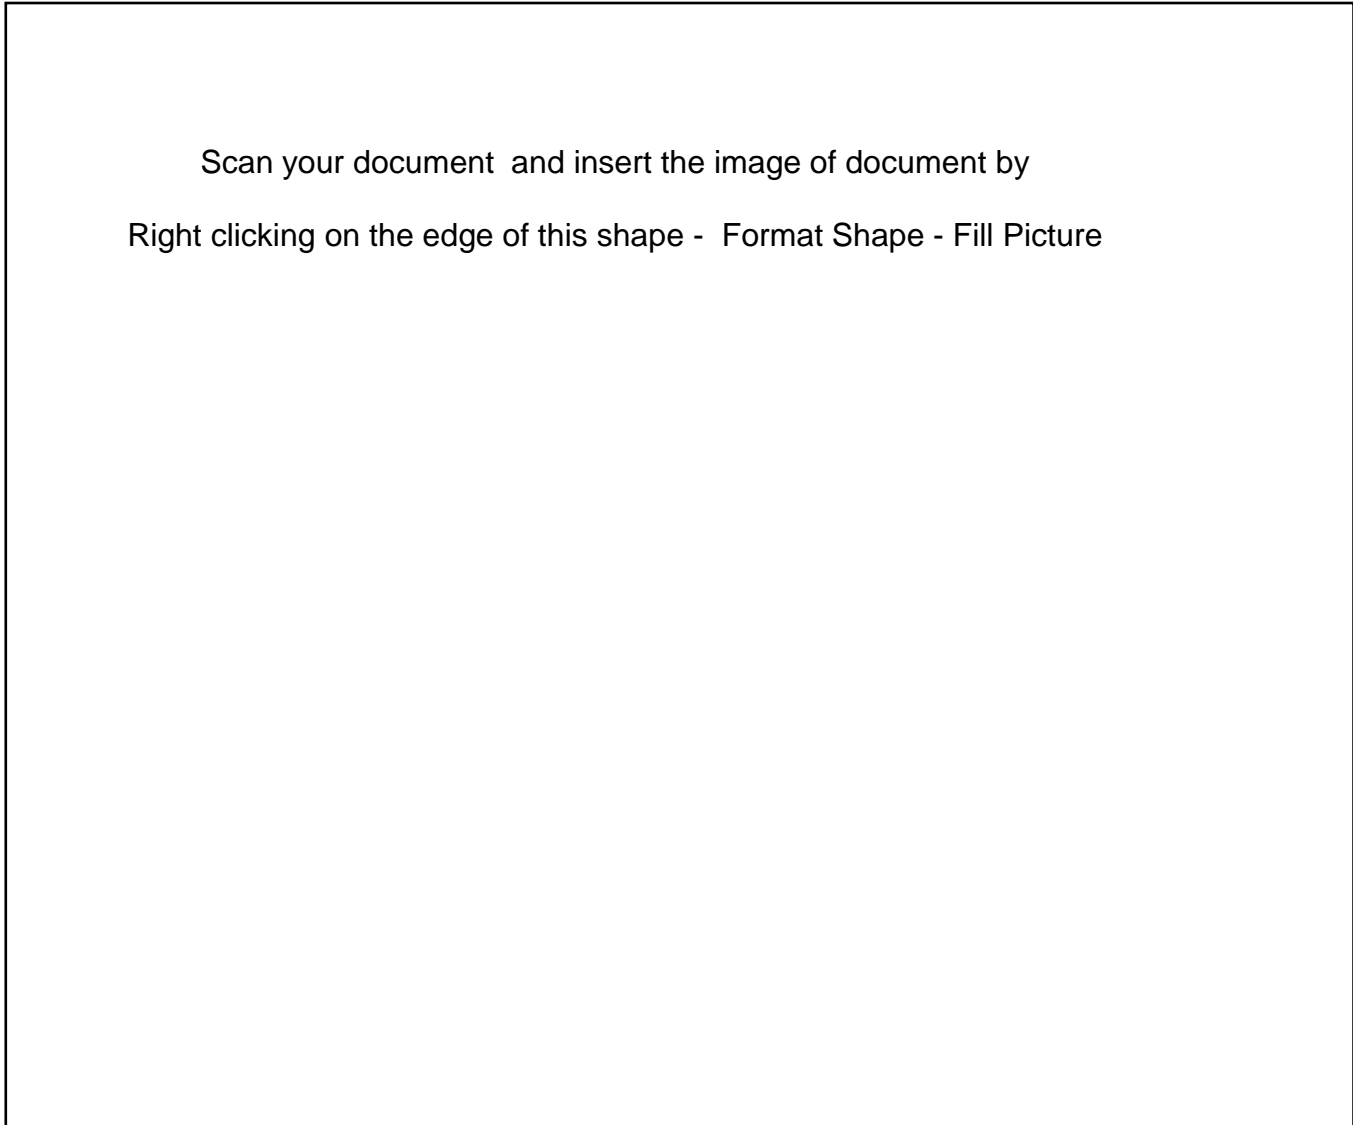 Scan your document  and insert the image of document by
Right clicking on the edge of this shape -  Format Shape - Fill Picture